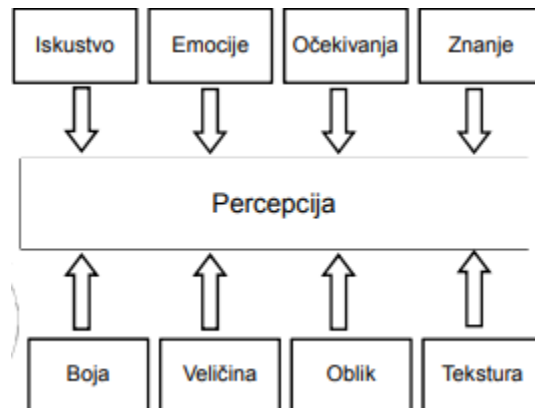 Iskustvo
Emocije
Očekivanja
Znanje
Percepcija
Boja
Veličina
Oblik
Tekstura